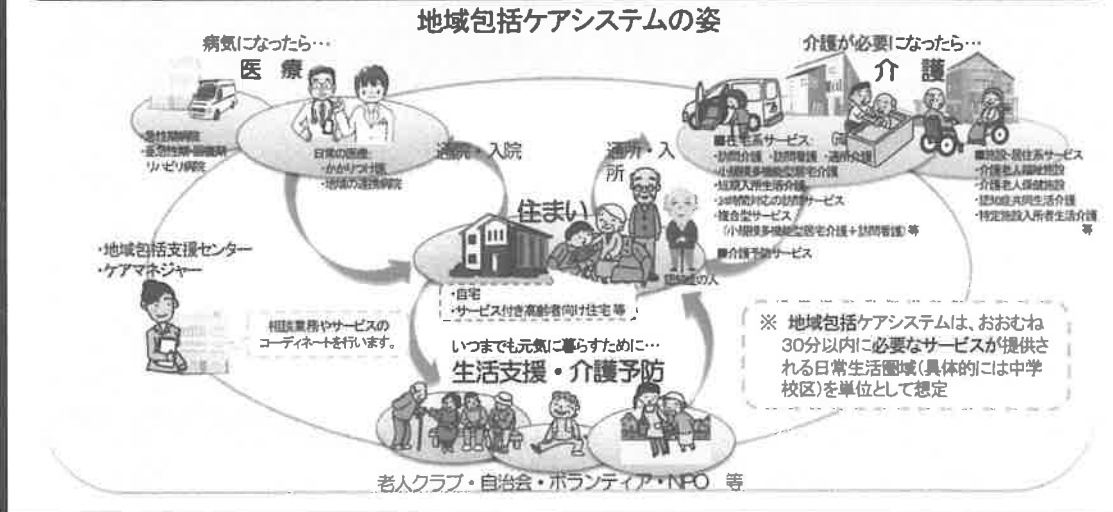 地域包括ケアシステムの姿
病気になったら…
医療
・急性期病院
・亜急性期・回復期
リハビリ病院
日常の医療:
・かかりつけ医
・地域の連携病院
通院・入院
通所・入
所
介護が必要になったら…
介護
■在宅系サービス
・訪問介護 ・訪問看護 ・通所介護
・小規模多機能型居宅介護
・短期入所生活介護
・24時間対応の訪問サービス
・複合型サービス
(小規模多機能型居宅介護+訪問看護) 等
■介護予防サービス
■施設・居住系サービス
・介護老人福祉施設
・介護老人保健施設
・認知症共同生活介護
・特定施設入所者生活介護
等
住まい
認知症の人
・自宅
・サービス付き高齢者向け住宅 等
・地域包括支援センター
・ケアマネジャー
相談業務やサービスの
コーディネートを行います。
いつまでも元気に暮らすために…
生活支援・介護予防
老人クラブ・自治会・ボランティア・NPO 等
※ 地域包括ケアシステムは、おおむね
30分以内に必要なサービスが提供さ
れる日常生活圏域(具体的には中学
校区)を単位として想定